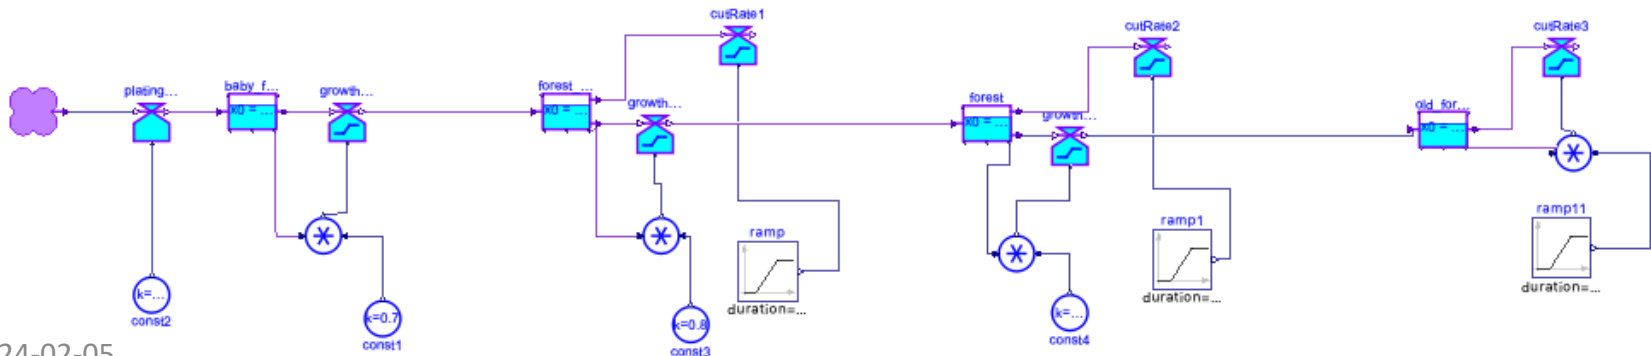 cutRate1
cutRate2
cutRate3
plating...
baby_f...
growth...
forest_...
growth...
forest
growth...
old_for...
x0 = ...
x0 = ...
x0 = ...
x0 = ...
ramp
ramp1
ramp11
duration=...
duration=...
duration=...
k=...
const2
k=0.7
const1
k=0.8
const3
k=...
const4
24-02-05